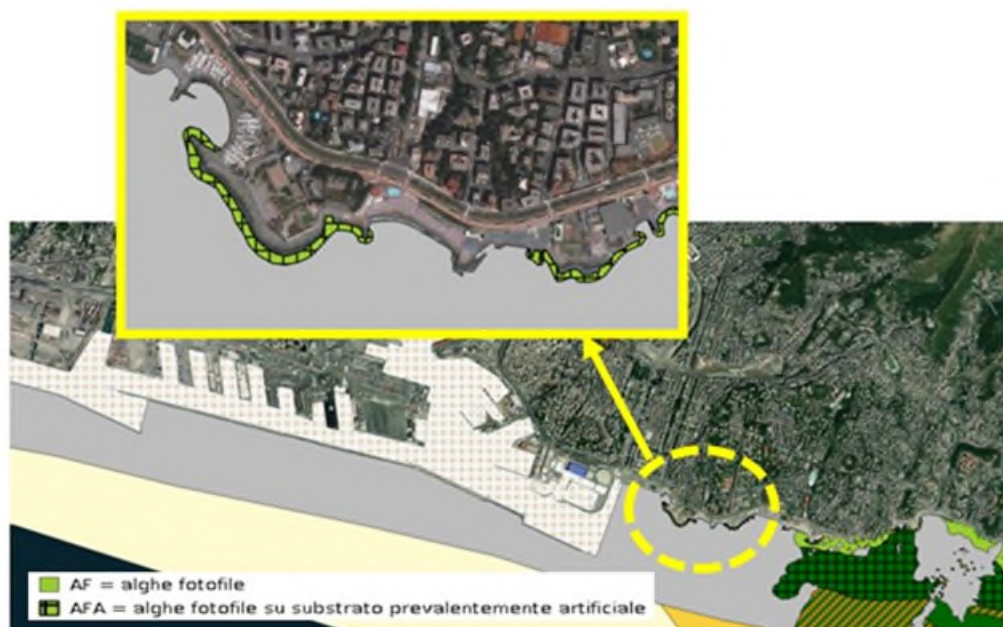 AF = alghe fotofile
AFA = alghe fotofile su substrato prevalentemente artificiale